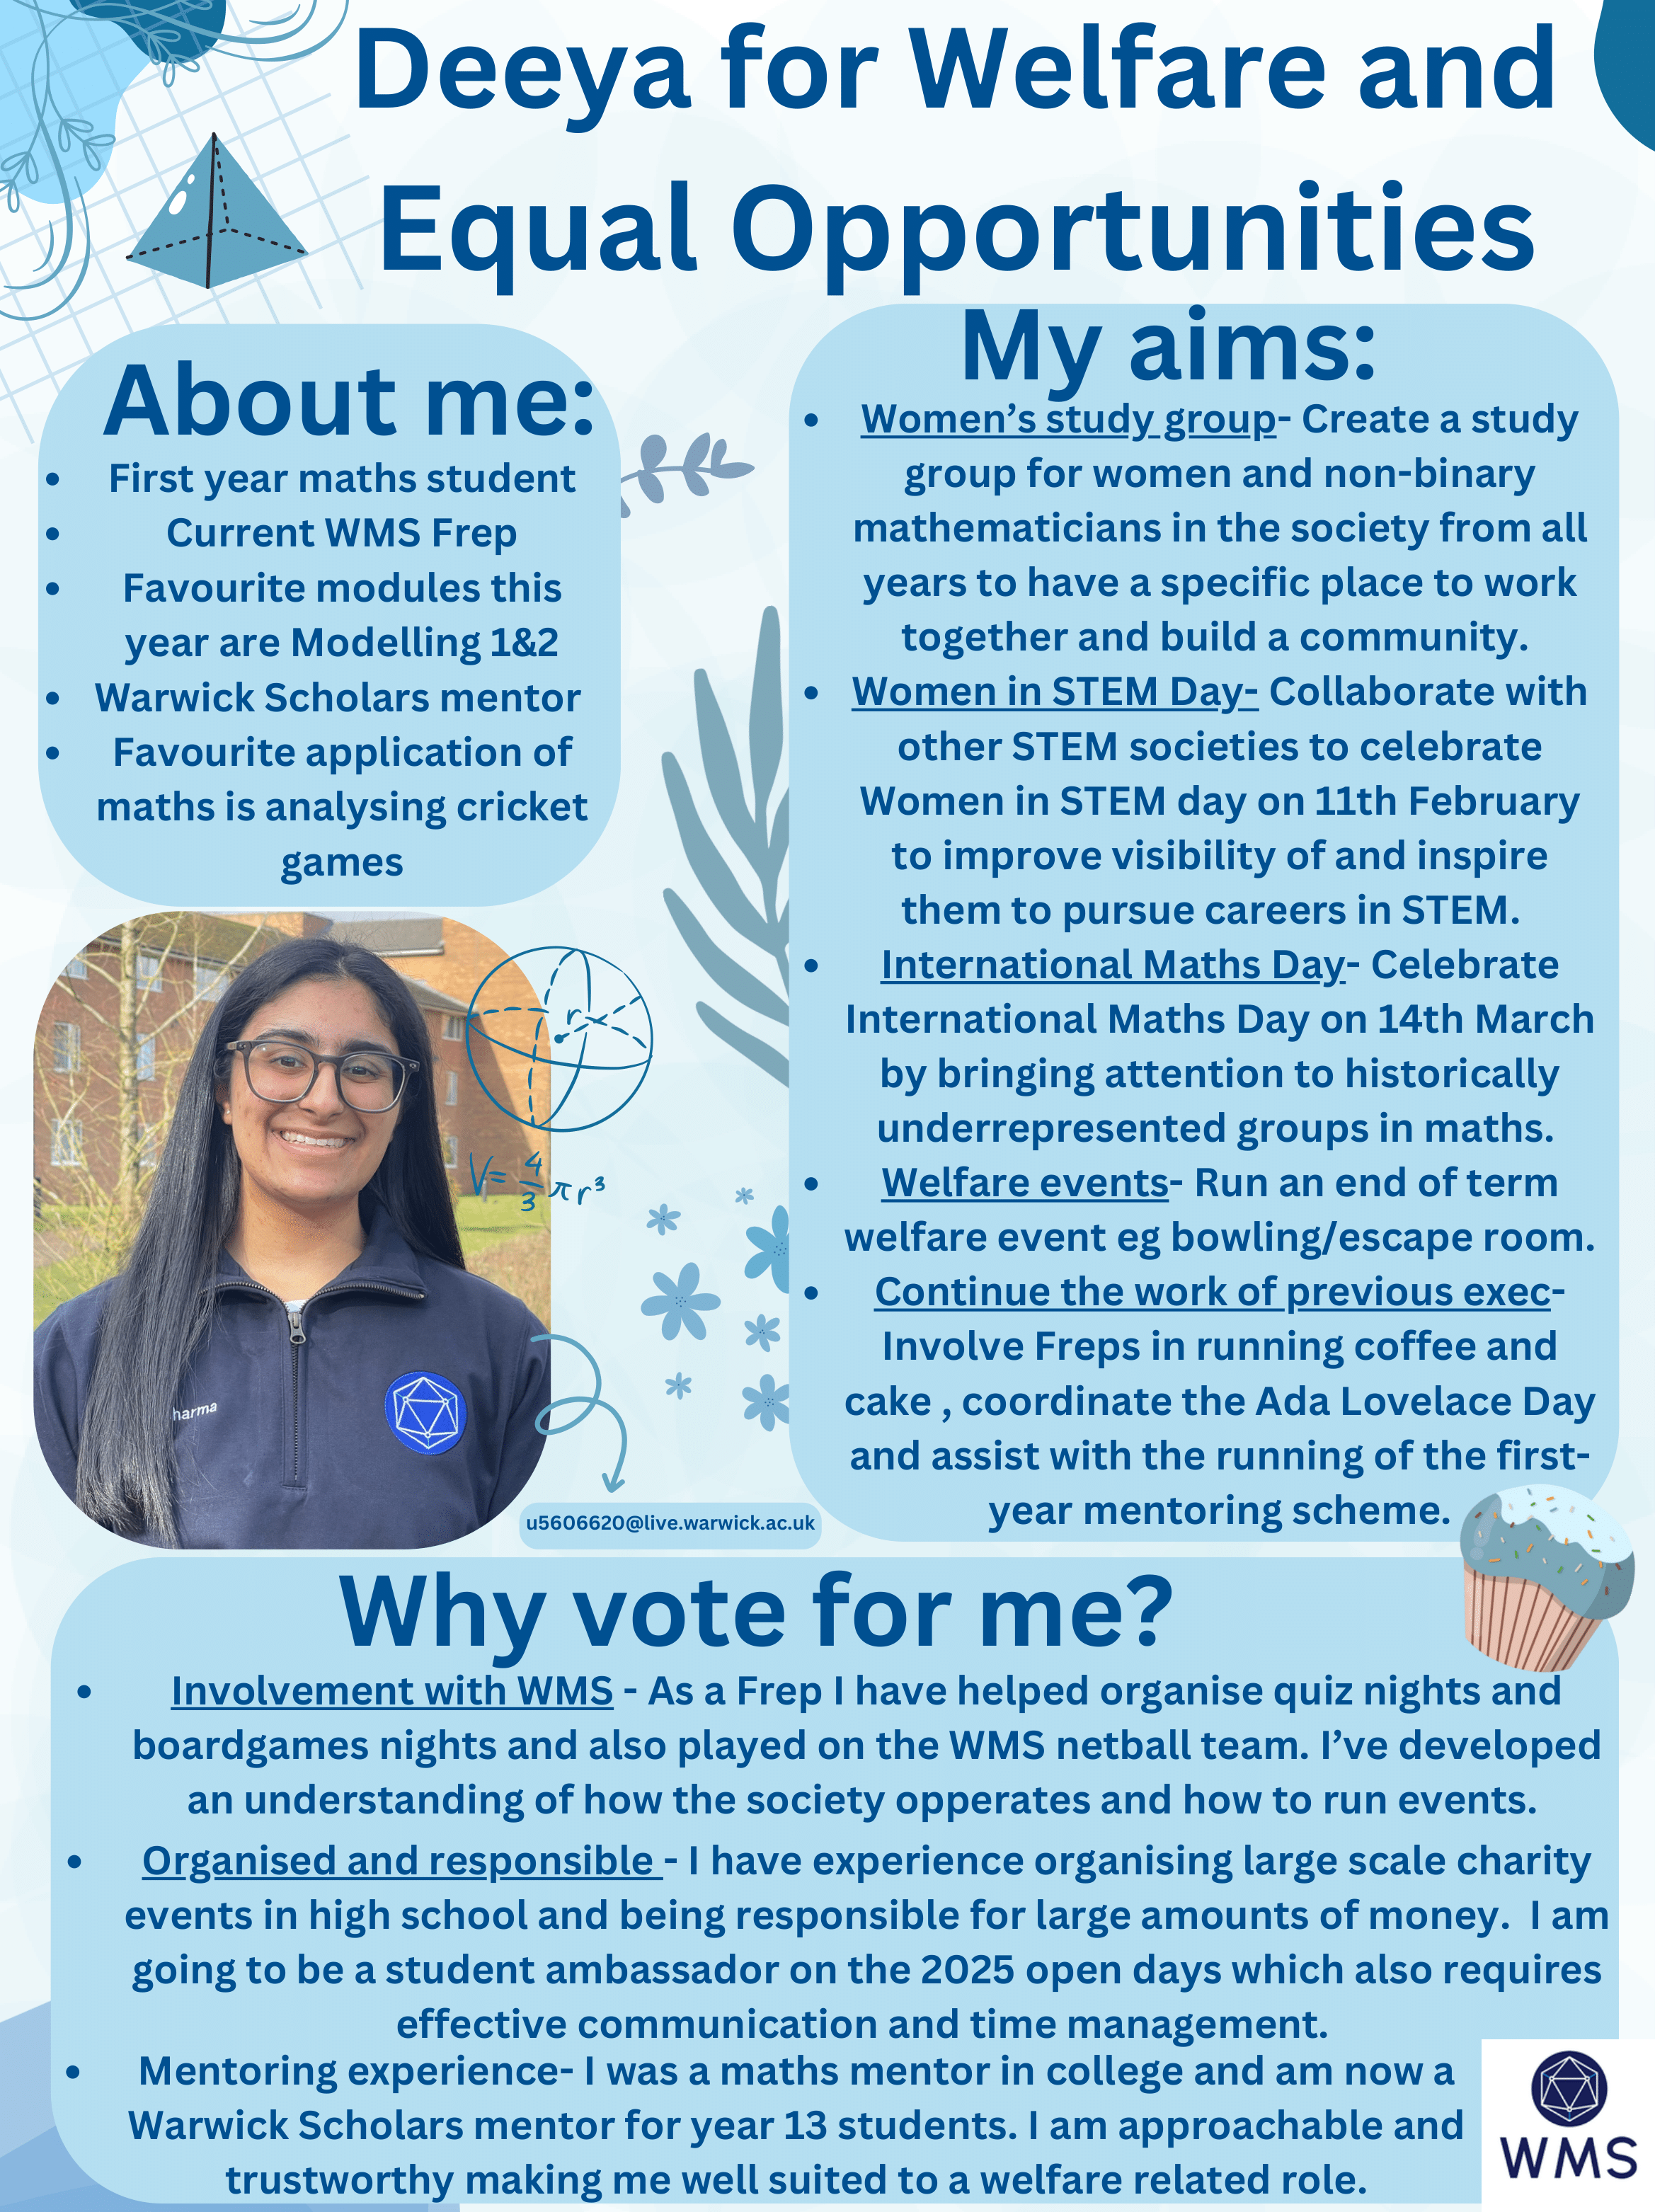 Deeya for Welfare and
Equal Opportunities
About me:
• First year maths student
• Current WMS Frep
• Favourite modules this
year are Modelling 1&2
• Warwick Scholars mentor
• Favourite application of
maths is analysing cricket
games
harma
r
V= 4/3 πr³
u5606620@live.warwick.ac.uk
My aims:
• Women’s study group- Create a study
group for women and non-binary
mathematicians in the society from all
years to have a specific place to work
together and build a community.
• Women in STEM Day- Collaborate with
other STEM societies to celebrate
Women in STEM day on 11th February
to improve visibility of and inspire
them to pursue careers in STEM.
• International Maths Day- Celebrate
International Maths Day on 14th March
by bringing attention to historically
underrepresented groups in maths.
• Welfare events- Run an end of term
welfare event eg bowling/escape room.
• Continue the work of previous exec-
Involve Freps in running coffee and
cake , coordinate the Ada Lovelace Day
and assist with the running of the first-
year mentoring scheme.
Why vote for me?
• Involvement with WMS - As a Frep I have helped organise quiz nights and
boardgames nights and also played on the WMS netball team. I’ve developed
an understanding of how the society opperates and how to run events.
• Organised and responsible - I have experience organising large scale charity
events in high school and being responsible for large amounts of money.  I am
going to be a student ambassador on the 2025 open days which also requires
effective communication and time management.
• Mentoring experience- I was a maths mentor in college and am now a
Warwick Scholars mentor for year 13 students. I am approachable and
trustworthy making me well suited to a welfare related role.
WMS